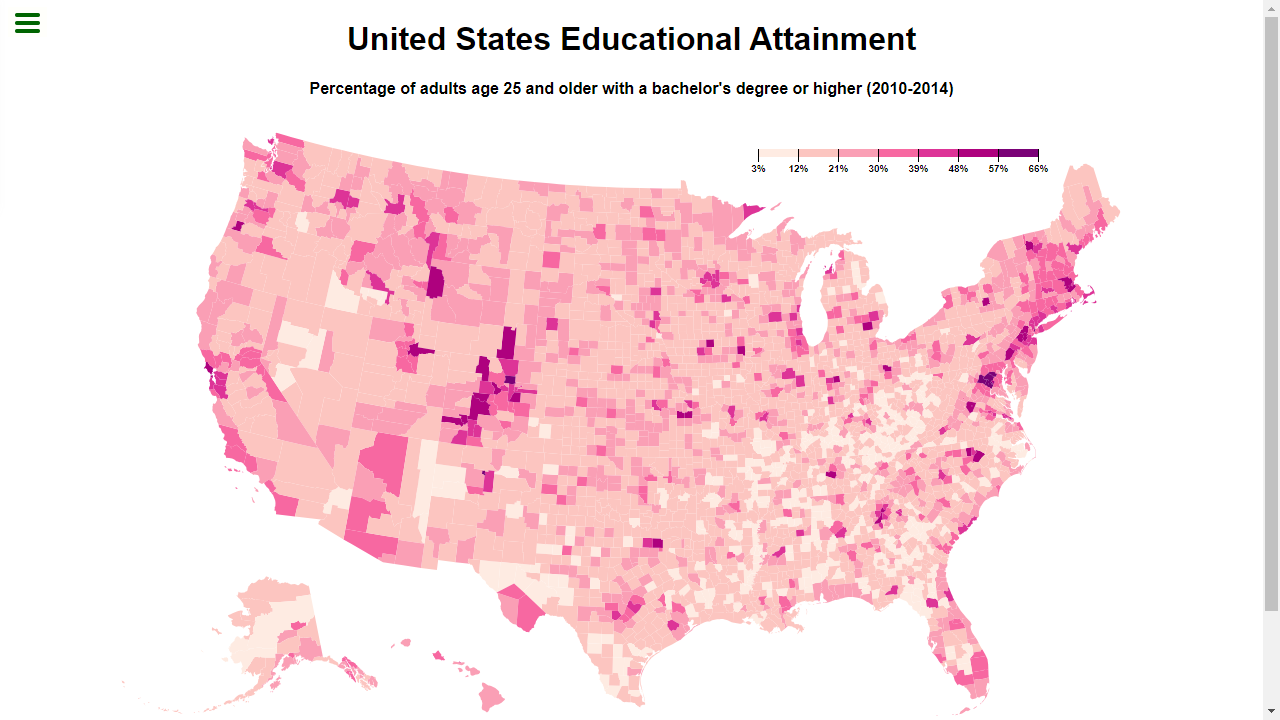 United States Educational Attainment
Percentage of adults age 25 and older with a bachelor's degree or higher (2010-2014)
3% 12% 21% 30% 39% 48% 57% 66%